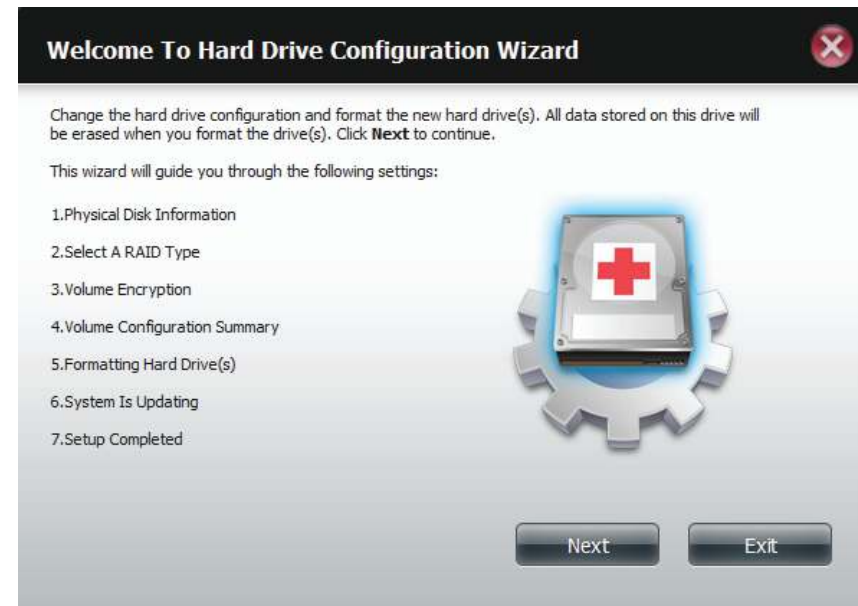 Welcome To Hard Drive Configuration Wizard
Change the hard drive configuration and format the new hard drive(s). All data stored on this drive will
be erased when you format the drive(s). Click Next to continue.
This wizard will guide you through the following settings:
1.Physical Disk Information
2.Select A RAID Type
3.Volume Encryption
4.Volume Configuration Summary
5.Formatting Hard Drive(s)
6.System Is Updating
7.Setup Completed
Next
Exit